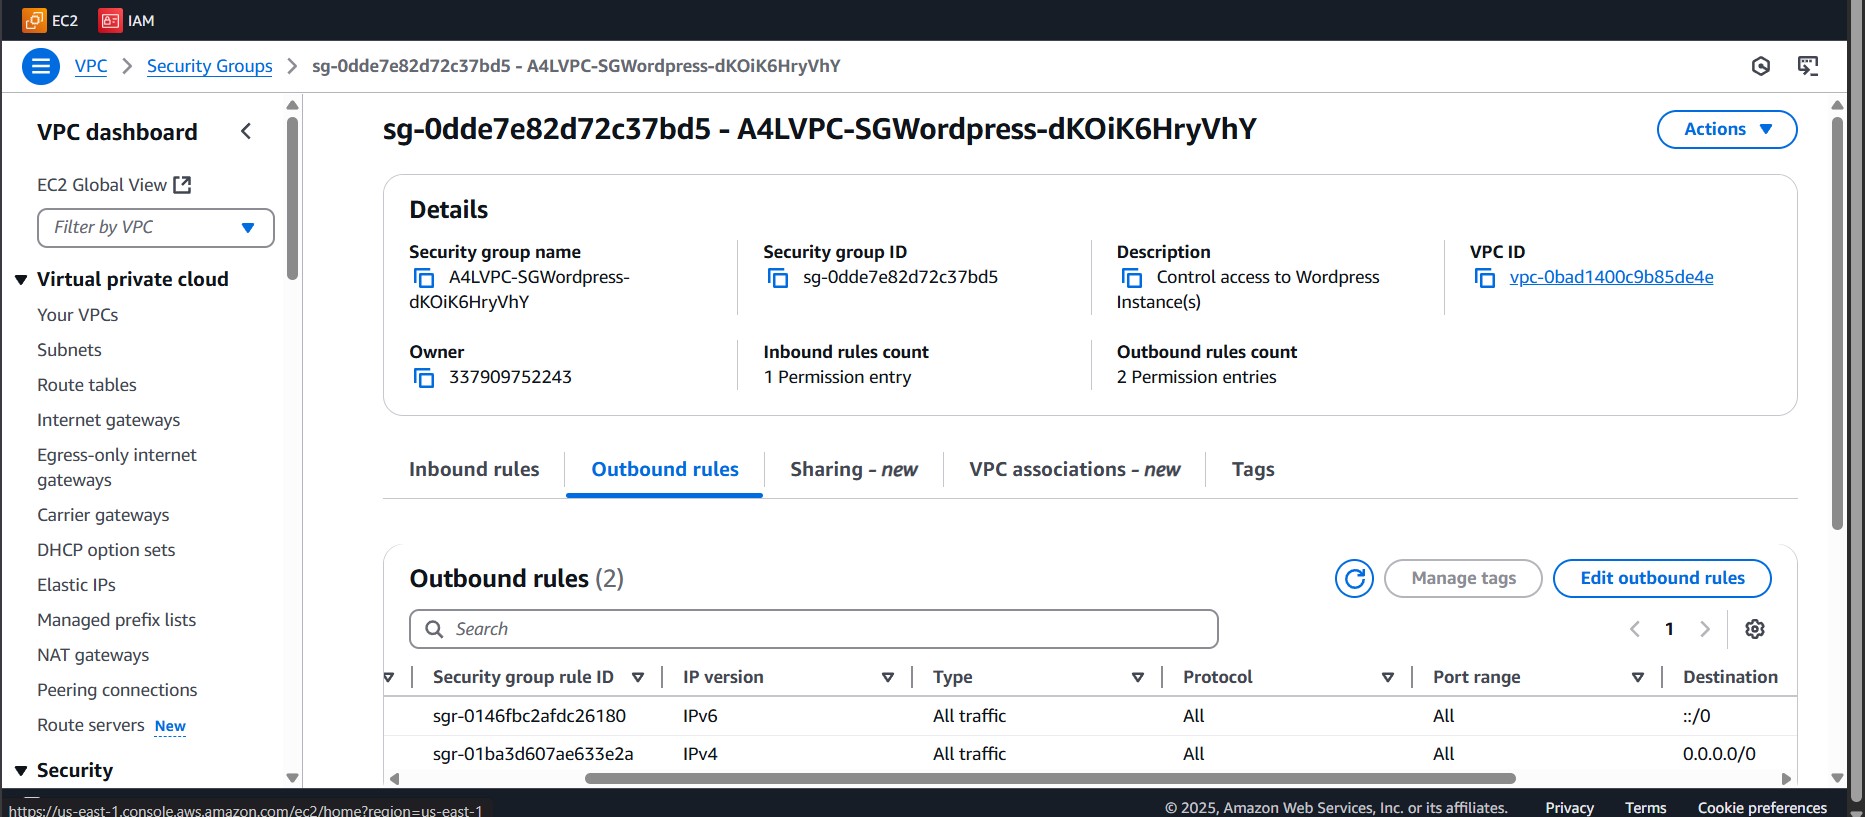 EC2 IAM
VPC Security Groups sg-0dde7e82d72c37bd5 - A4LVPC-SGWordpress-dKOiK6HryVhY
VPC dashboard
EC2 Global View
Filter by VPC
Virtual private cloud
Your VPCs
Subnets
Route tables
Internet gateways
Egress-only internet
gateways
Carrier gateways
DHCP option sets
Elastic IPs
Managed prefix lists
NAT gateways
Peering connections
Route servers New
Security
sg-0dde7e82d72c37bd5 - A4LVPC-SGWordpress-dKOiK6HryVhY
Actions
Details
Security group name
A4LVPC-SGWordpress-
dKOiK6HryVhY
Security group ID
sg-0dde7e82d72c37bd5
Description
Control access to Wordpress
Instance(s)
VPC ID
vpc-0bad1400c9b85de4e
Owner
337909752243
Inbound rules count
1 Permission entry
Outbound rules count
2 Permission entries
Inbound rules Outbound rules Sharing - new VPC associations - new Tags
Outbound rules (2)
Manage tags Edit outbound rules
Search
1
Security group rule ID IP version Type Protocol Port range Destination
sgr-0146fbc2afdc26180 IPv6 All traffic All All ::/0
sgr-01ba3d607ae633e2a IPv4 All traffic All All 0.0.0.0/0
https://us-east-1.console.aws.amazon.com/ec2/home?region=us-east-1
© 2025, Amazon Web Services, Inc. or its affiliates. Privacy Terms Cookie preferences